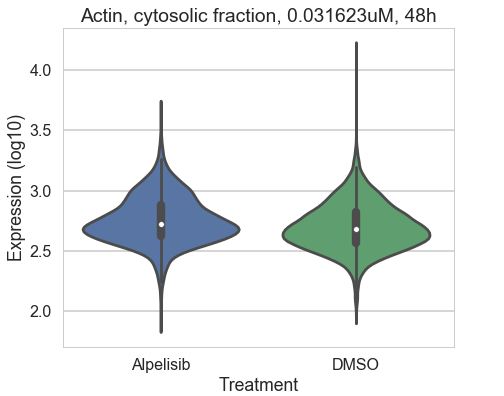 Actin, cytosolic fraction, 0.031623uM, 48h
Expression (log10)
4.0
3.5
3.0
2.5
2.0
Alpelisib
DMSO
Treatment